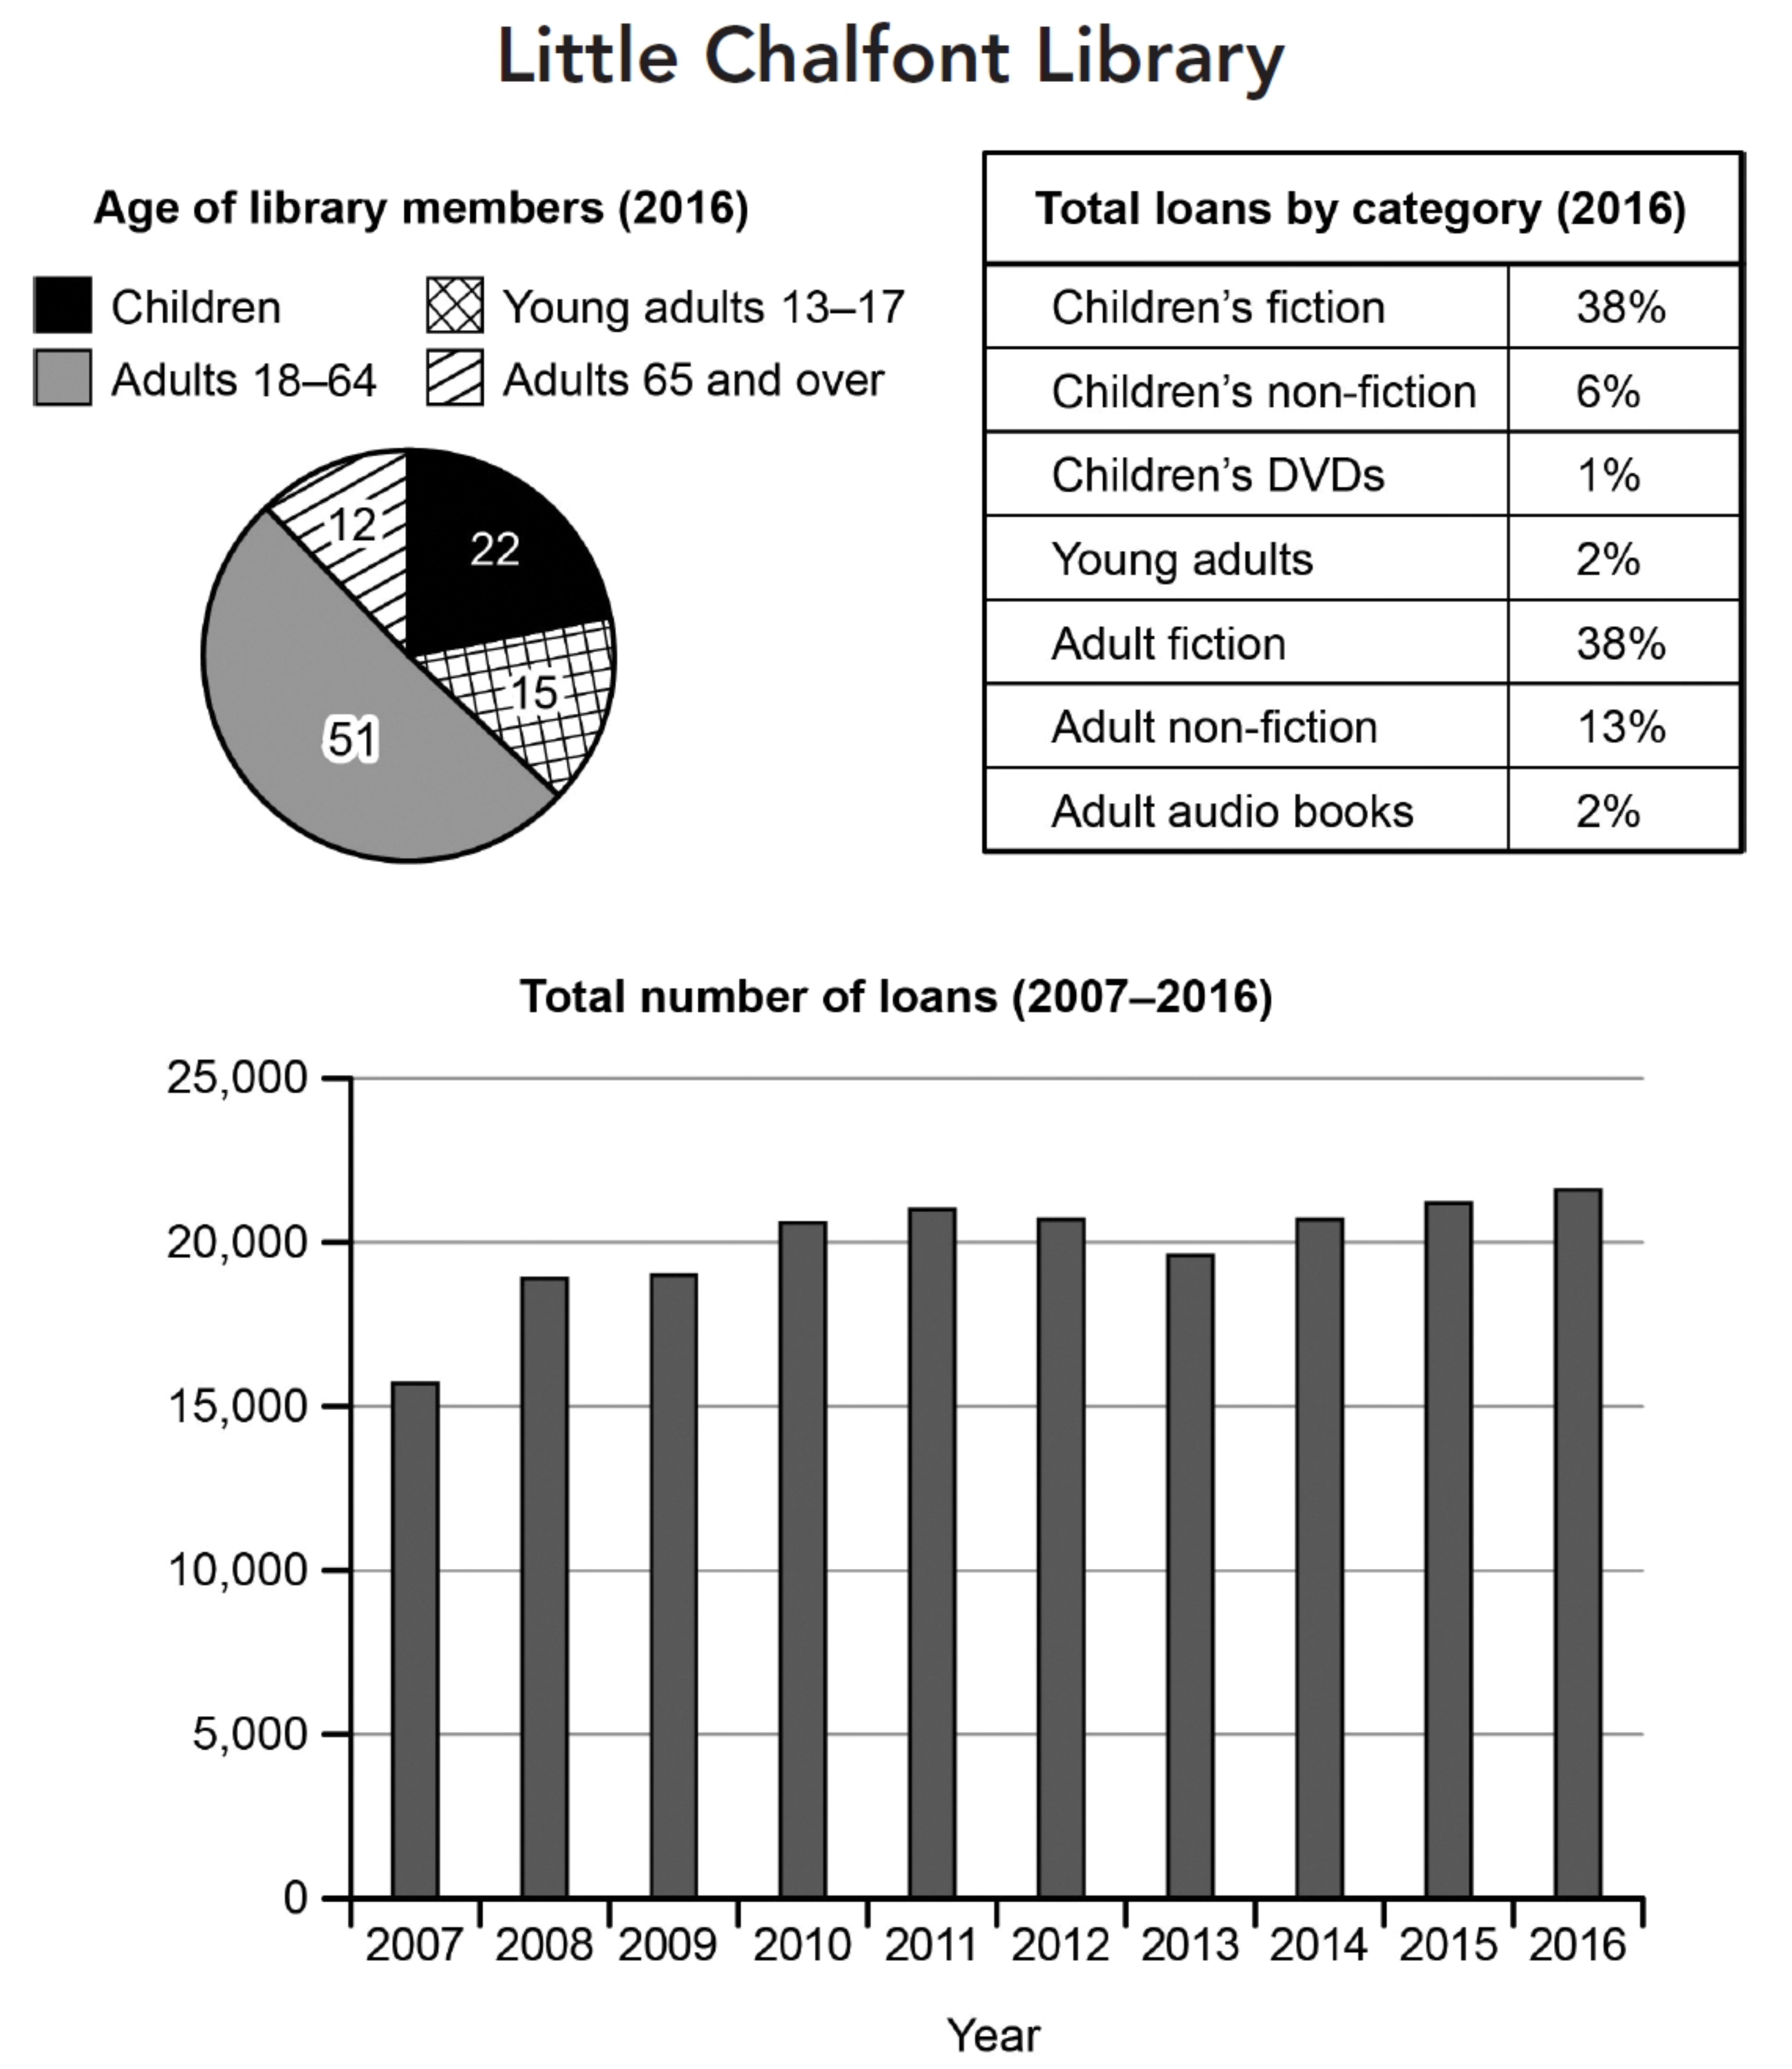 Little Chalfont Library
Age of library members (2016)
Children
Young adults 13–17
Adults 18–64
Adults 65 and over
12
22
15
51
Total loans by category (2016)
Children’s fiction 38%
Children’s non-fiction 6%
Children’s DVDs 1%
Young adults 2%
Adult fiction 38%
Adult non-fiction 13%
Adult audio books 2%
Total number of loans (2007–2016)
25,000
20,000
15,000
10,000
5,000
0
2007 2008 2009 2010 2011 2012 2013 2014 2015 2016
Year